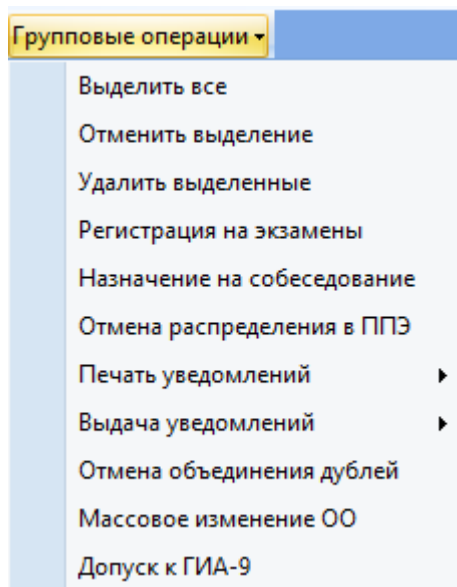 Групповые операции
Выделить все
Отменить выделение
Удалить выделенные
Регистрация на экзамены
Назначение на собеседование
Отмена распределения в ППЭ
Печать уведомлений
Выдача уведомлений
Отмена объединения дублей
Массовое изменение ОО
Допуск к ГИА-9